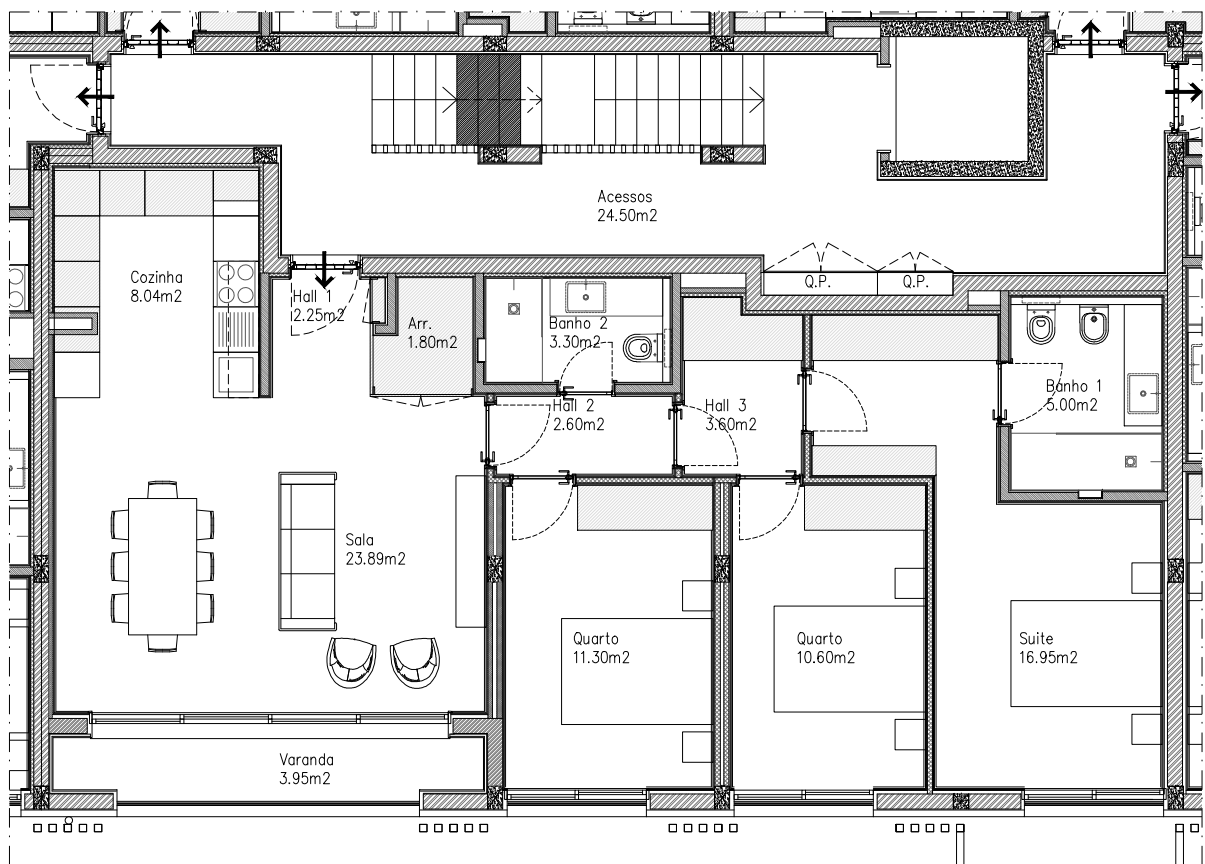 Acessos
24.50m2
Cozinha
8.04m2
Q.P.
Q.P.
Hall 1
2.25m2
Arr.
1.80m2
Banho 2
3.30m2
Hall 2
2.60m2
Hall 3
3.60m2
Banho 1
5.00m2
Sala
23.89m2
Quarto
11.30m2
Quarto
10.60m2
Suite
16.95m2
Varanda
3.95m2